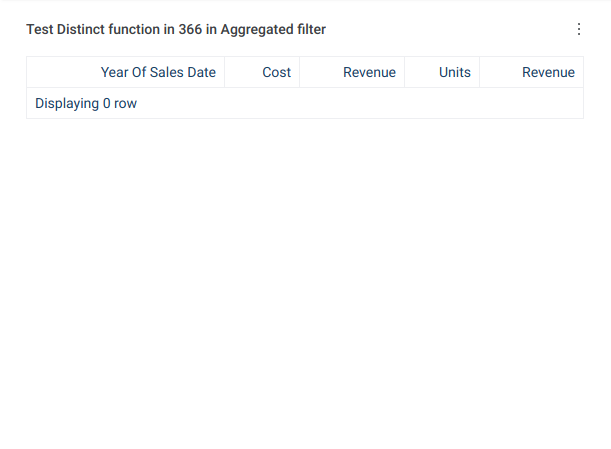 Test Distinct function in 366 in Aggregated filter
Year Of Sales Date Cost Revenue Units Revenue
Displaying 0 row